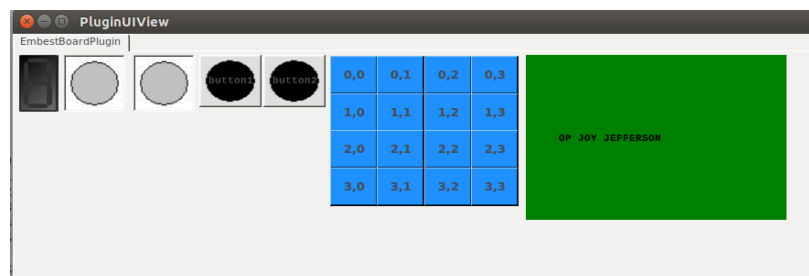 PluginUIView
EmbestBoardPlugin
button1 button2
0,0 0,1 0,2 0,3
1,0 1,1 1,2 1,3
2,0 2,1 2,2 2,3
3,0 3,1 3,2 3,3
OP JOY JEFFERSON